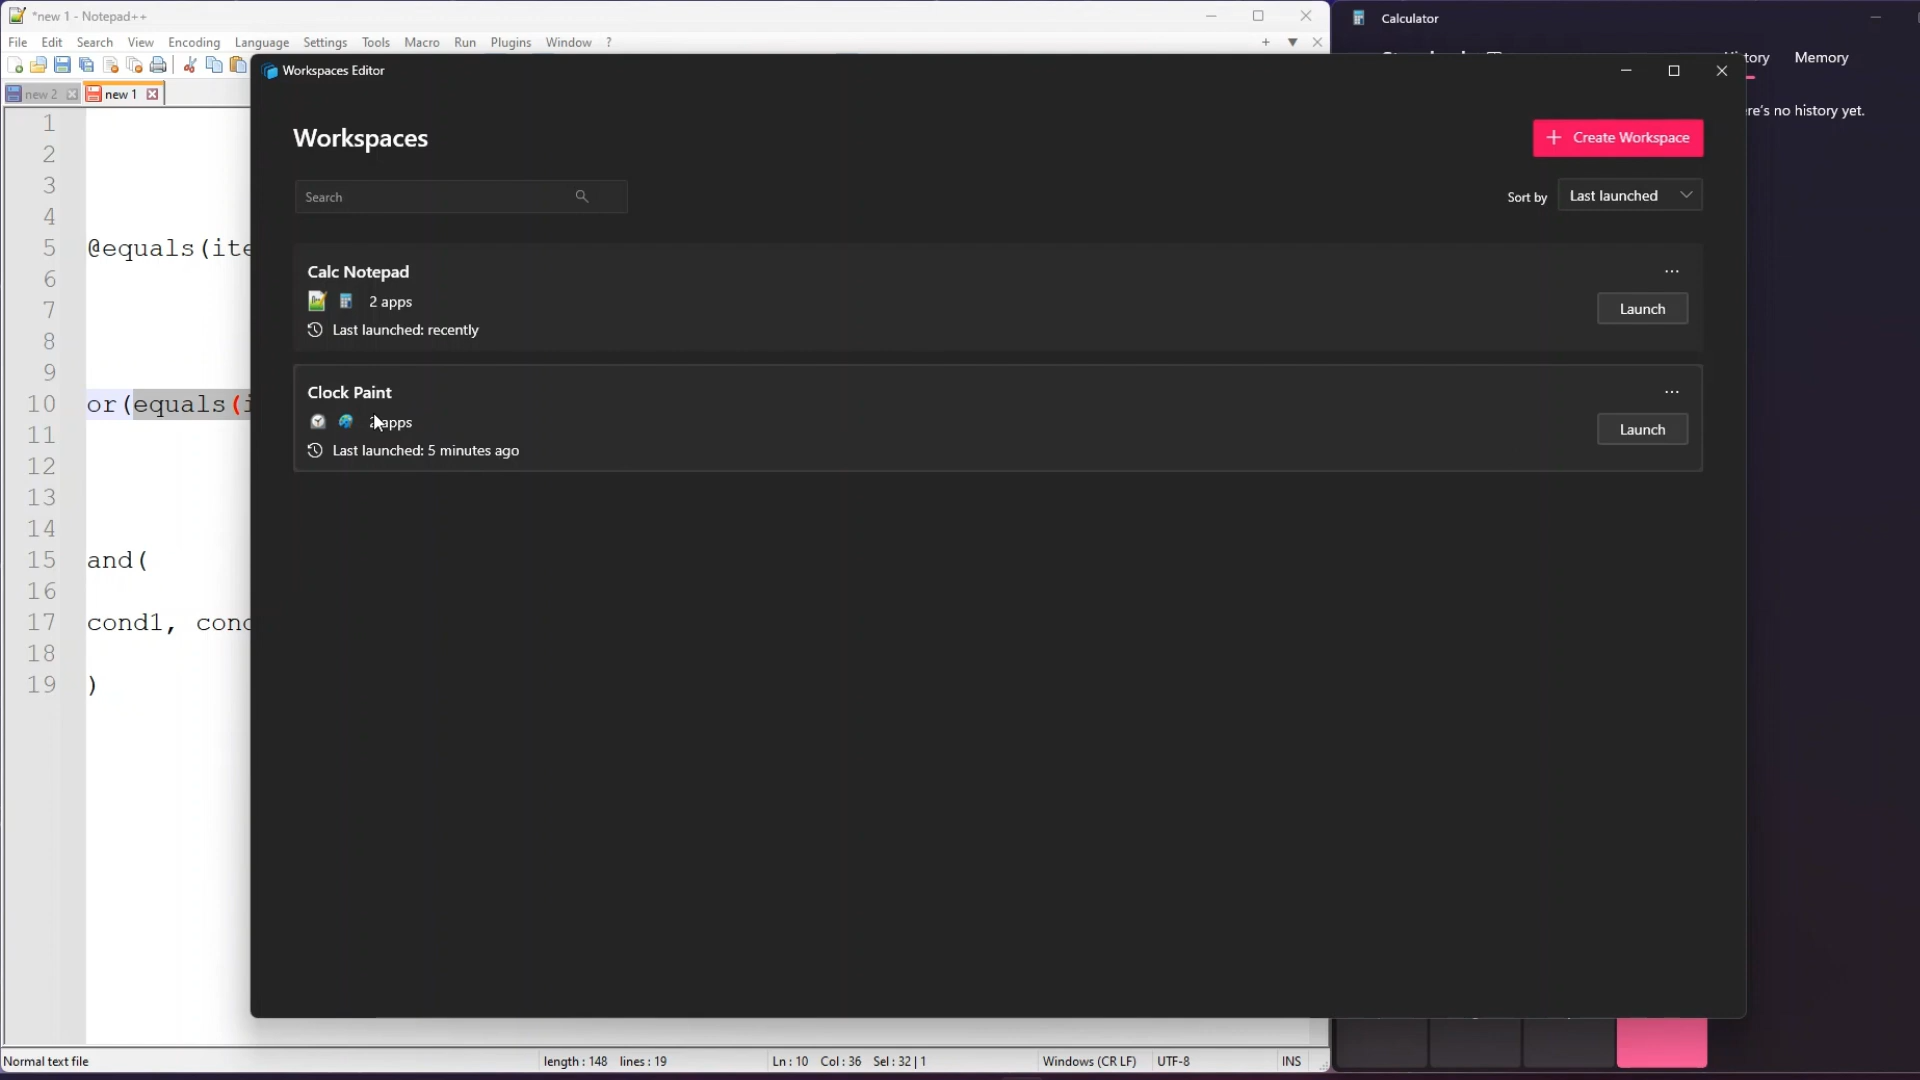 *new 1 - Notepad++
File Edit Search View Encoding Language Settings Tools Macro Run Plugins Window ?
new 2 new 1
1
2
3
4
5 @equals(ite
6
7
8
9
10 or(equals(i
11
12
13
14
15 and(
16
17 cond1, conc
18
19 )
Normal text file length : 148 lines : 19 Ln : 10 Col : 36 Sel : 32 | 1 Windows (CR LF) UTF-8 INS
Workspaces Editor
Workspaces
+ Create Workspace
Search
Sort by Last launched
Calc Notepad
2 apps
Last launched: recently
Launch
Clock Paint
apps
Last launched: 5 minutes ago
Launch
Calculator
tory Memory
re's no history yet.